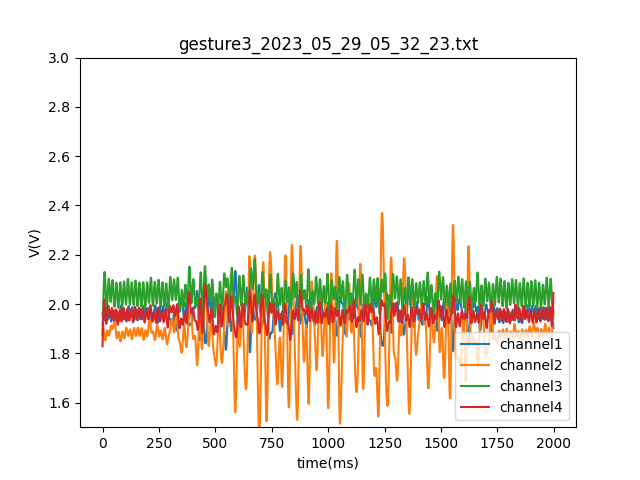 gesture3_2023_05_29_05_32_23.txt
V(V)
3.0
2.8
2.6
2.4
2.2
2.0
1.8
1.6
channel1
channel2
channel3
channel4
0 250 500 750 1000 1250 1500 1750 2000
time(ms)